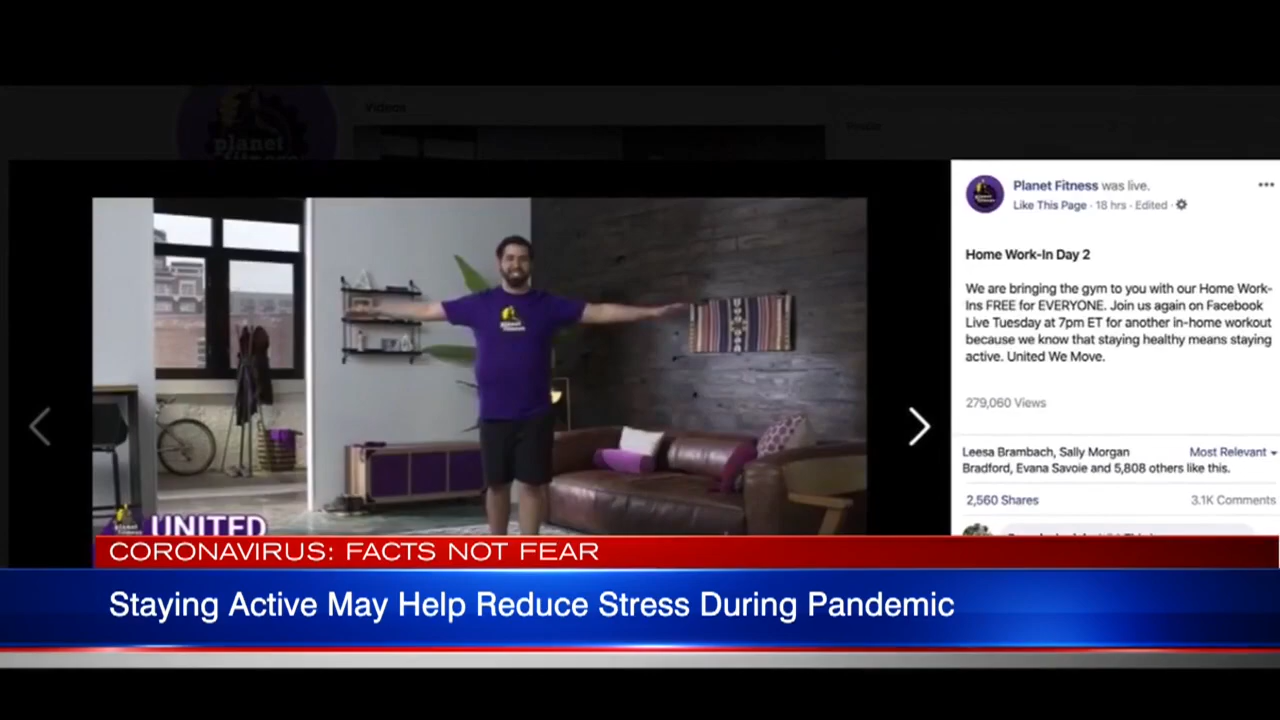 Videos
planet
Planet Fitness was live.
Like This Page · 18 hrs · Edited ·
Home Work-In Day 2
We are bringing the gym to you with our Home Work-
Ins FREE for EVERYONE. Join us again on Facebook
Live Tuesday at 7pm ET for another in-home workout
because we know that staying healthy means staying
active. United We Move.
279,060 Views
Leesa Brambach, Sally Morgan
Bradford, Evana Savoie and 5,808 others like this.
Most Relevant
2,560 Shares
3.1K Comments
planet
fitness
UNITED
CORONAVIRUS: FACTS NOT FEAR
Staying Active May Help Reduce Stress During Pandemic